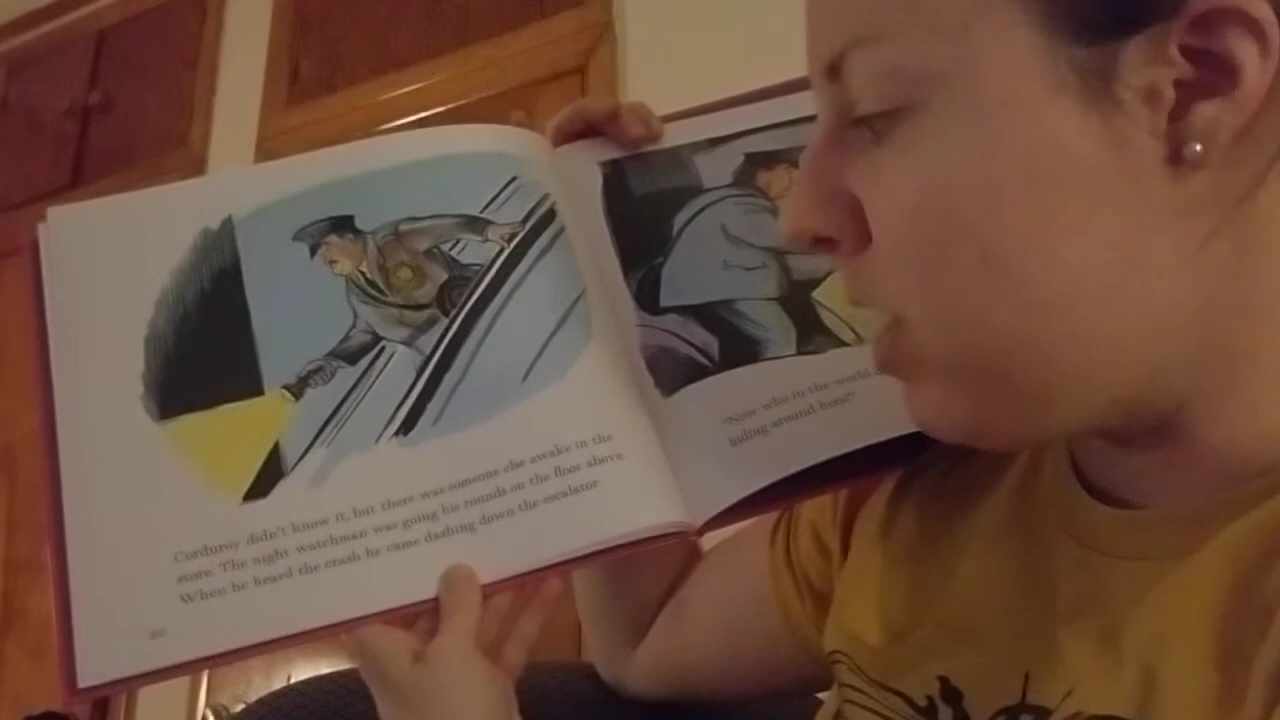 Corduroy didn't know it, but there was someone else awake in the
store. The night watchman was going his rounds on the floor above.
When he heard the crash he came dashing down the escalator.
"Now who in the world
hiding around here?"